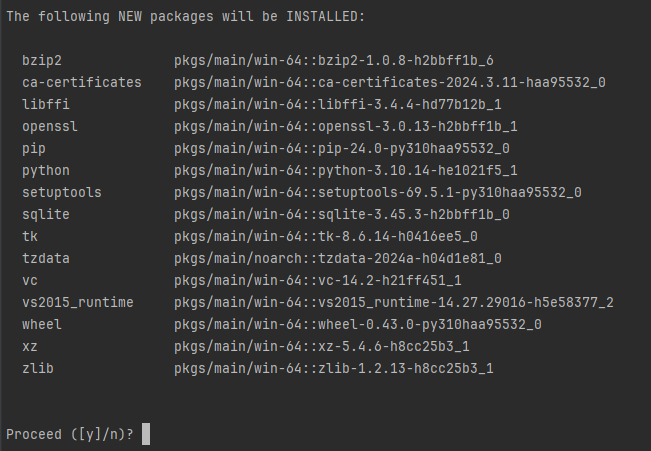 The following NEW packages will be INSTALLED:
bzip2 pkgs/main/win-64::bzip2-1.0.8-h2bbff1b_6
ca-certificates pkgs/main/win-64::ca-certificates-2024.3.11-haa95532_0
libffi pkgs/main/win-64::libffi-3.4.4-hd77b12b_1
openssl pkgs/main/win-64::openssl-3.0.13-h2bbff1b_1
pip pkgs/main/win-64::pip-24.0-py310haa95532_0
python pkgs/main/win-64::python-3.10.14-he1021f5_1
setuptools pkgs/main/win-64::setuptools-69.5.1-py310haa95532_0
sqlite pkgs/main/win-64::sqlite-3.45.3-h2bbff1b_0
tk pkgs/main/win-64::tk-8.6.14-h0416ee5_0
tzdata pkgs/main/noarch::tzdata-2024a-h04d1e81_0
vc pkgs/main/win-64::vc-14.2-h21ff451_1
vs2015_runtime pkgs/main/win-64::vs2015_runtime-14.27.29016-h5e58377_2
wheel pkgs/main/win-64::wheel-0.43.0-py310haa95532_0
xz pkgs/main/win-64::xz-5.4.6-h8cc25b3_1
zlib pkgs/main/win-64::zlib-1.2.13-h8cc25b3_1
Proceed ([y]/n)?